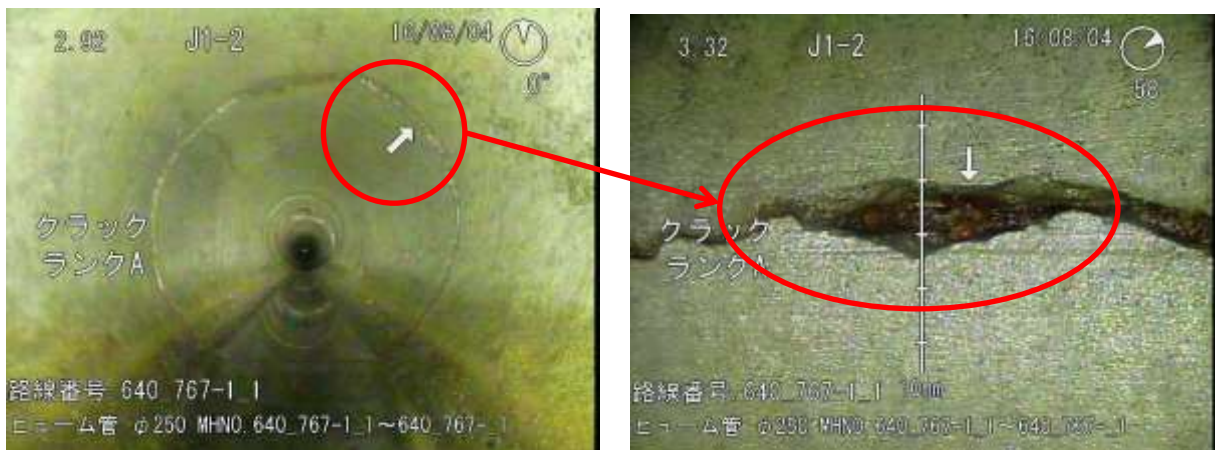 2.92 J1-2 16/08/04
.0°
クラック
ランクA
路線番号 640_767-1_1
ヒューム管 φ250 MHNO.640_767-1_1～640_767-_1
3.32 J1-2 16/08/04
58
クラック
ランクA
路線番号 640_767-1_1 10mm
ヒューム管 φ250 MHNO.640_767-1_1～640_767-_1